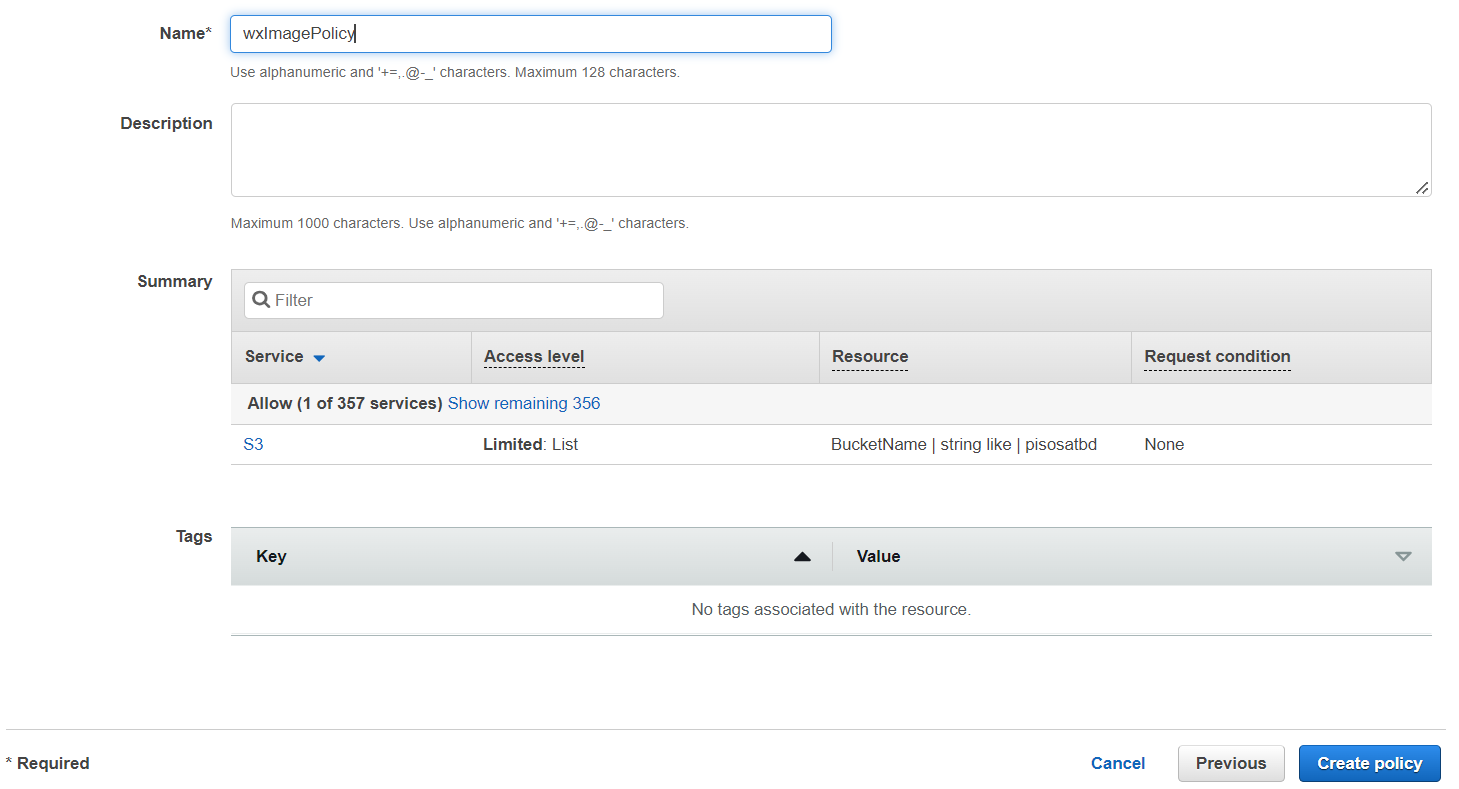 Name*
wxImagePolicy
Use alphanumeric and '+=,.@-_' characters. Maximum 128 characters.
Description
Maximum 1000 characters. Use alphanumeric and '+=,.@-_' characters.
Summary
Filter
Service Access level Resource Request condition
Allow (1 of 357 services) Show remaining 356
S3 Limited: List BucketName | string like | pisosatbd None
Tags
Key Value
No tags associated with the resource.
* Required Cancel Previous Create policy